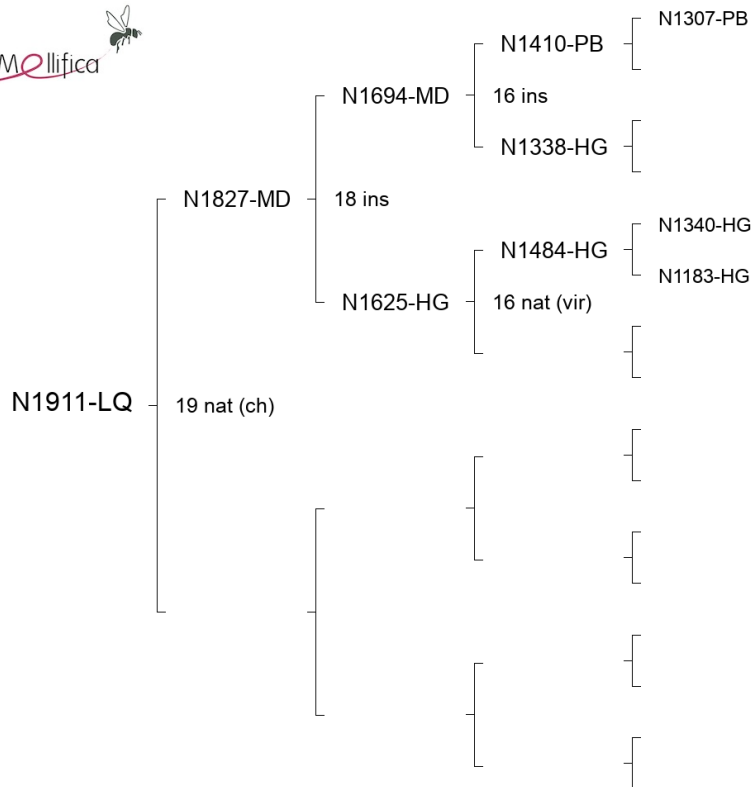 Mellifica
N1307-PB
N1410-PB
N1694-MD
16 ins
N1338-HG
N1827-MD
18 ins
N1340-HG
N1484-HG
N1183-HG
N1625-HG
16 nat (vir)
N1911-LQ
19 nat (ch)